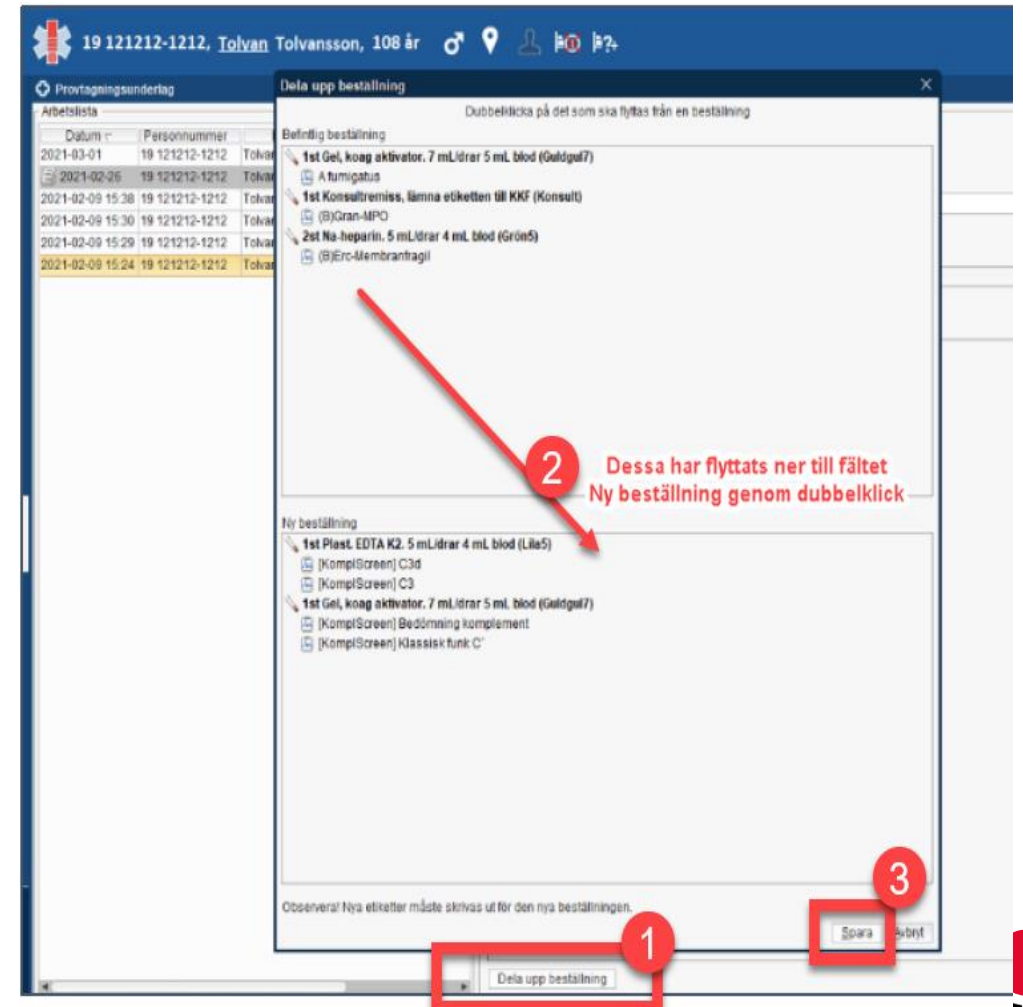 19 121212-1212, Tolvan Tolvansson, 108 år
Provtagningsunderlag
Arbetslista
Datum Personnummer
2021-03-01 19 121212-1212 Tolvan
2021-02-26 19 121212-1212 Tolvan
2021-02-09 15:38 19 121212-1212 Tolvan
2021-02-09 15:30 19 121212-1212 Tolvan
2021-02-09 15:29 19 121212-1212 Tolvan
2021-02-09 15:24 19 121212-1212 Tolvan
Dela upp beställning
Dubbelklicka på det som ska flyttas från en beställning
Befintlig beställning
1st Gel, koag aktivator. 7 mL/drar 5 mL blod (Guldgul7)
A fumigatus
1st Konsultremiss, lämna etiketten till KKF (Konsult)
(B)Gran-MPO
2st Na-heparin. 5 mL/drar 4 mL blod (Grön5)
(B)Erc-Membranfragil
2
Dessa har flyttats ner till fältet
Ny beställning genom dubbelklick
Ny beställning
1st Plast. EDTA K2. 5 mL/drar 4 mL blod (Lila5)
[KomplScreen] C3d
[KomplScreen] C3
1st Gel, koag aktivator. 7 mL/drar 5 mL blod (Guldgul7)
[KomplScreen] Bedömning komplement
[KomplScreen] Klassisk funk C'
3
Observera! Nya etiketter måste skrivas ut för den nya beställningen.
Spara Avbryt
1
Dela upp beställning